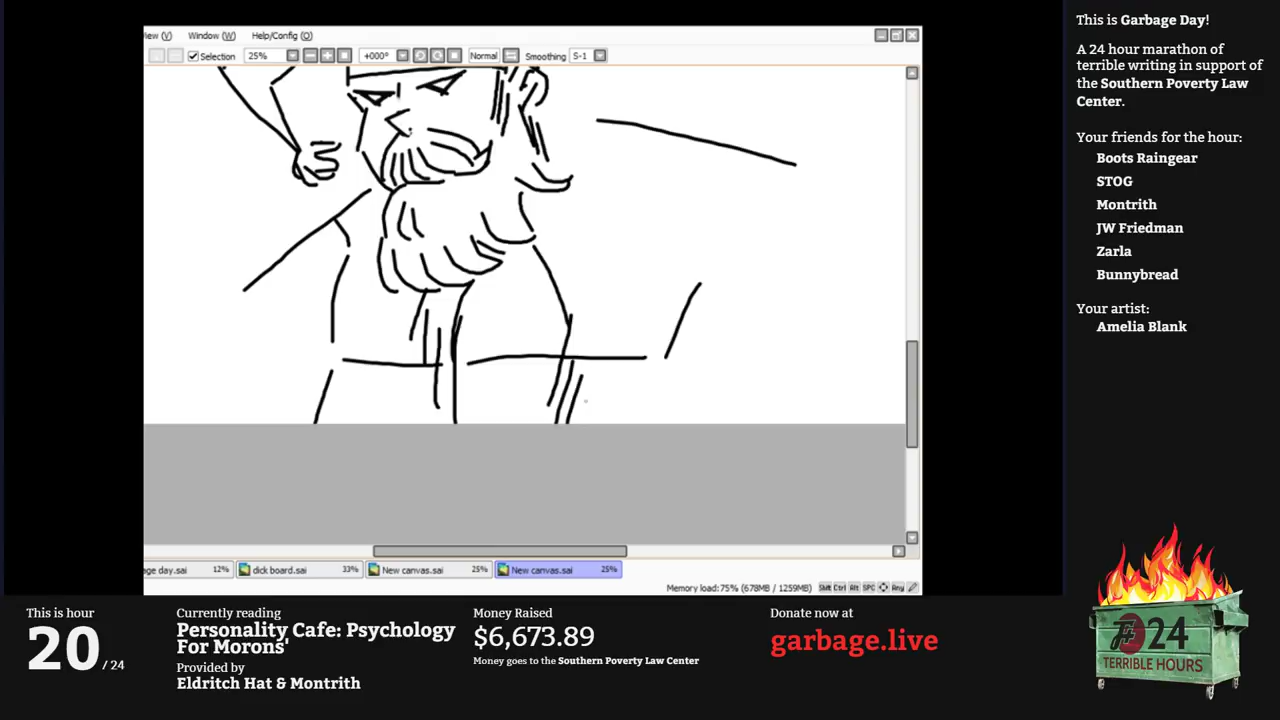 iew (V) Window (W) Help/Config (O)
Selection 25% +000° Normal Smoothing S-1
age day.sai 12% dick board.sai 33% New canvas.sai 25% New canvas.sai 25%
Memory load:75% (678MB / 1259MB) Shft Ctrl Alt SPC Any
This is Garbage Day!
A 24 hour marathon of
terrible writing in support of
the Southern Poverty Law
Center.
Your friends for the hour:
Boots Raingear
STOG
Montrith
JW Friedman
Zarla
Bunnybread
Your artist:
Amelia Blank
24
TERRIBLE HOURS
This is hour
20 / 24
Currently reading
Personality Cafe: Psychology
For Morons'
Provided by
Eldritch Hat & Montrith
Money Raised
$6,673.89
Money goes to the Southern Poverty Law Center
Donate now at
garbage.live